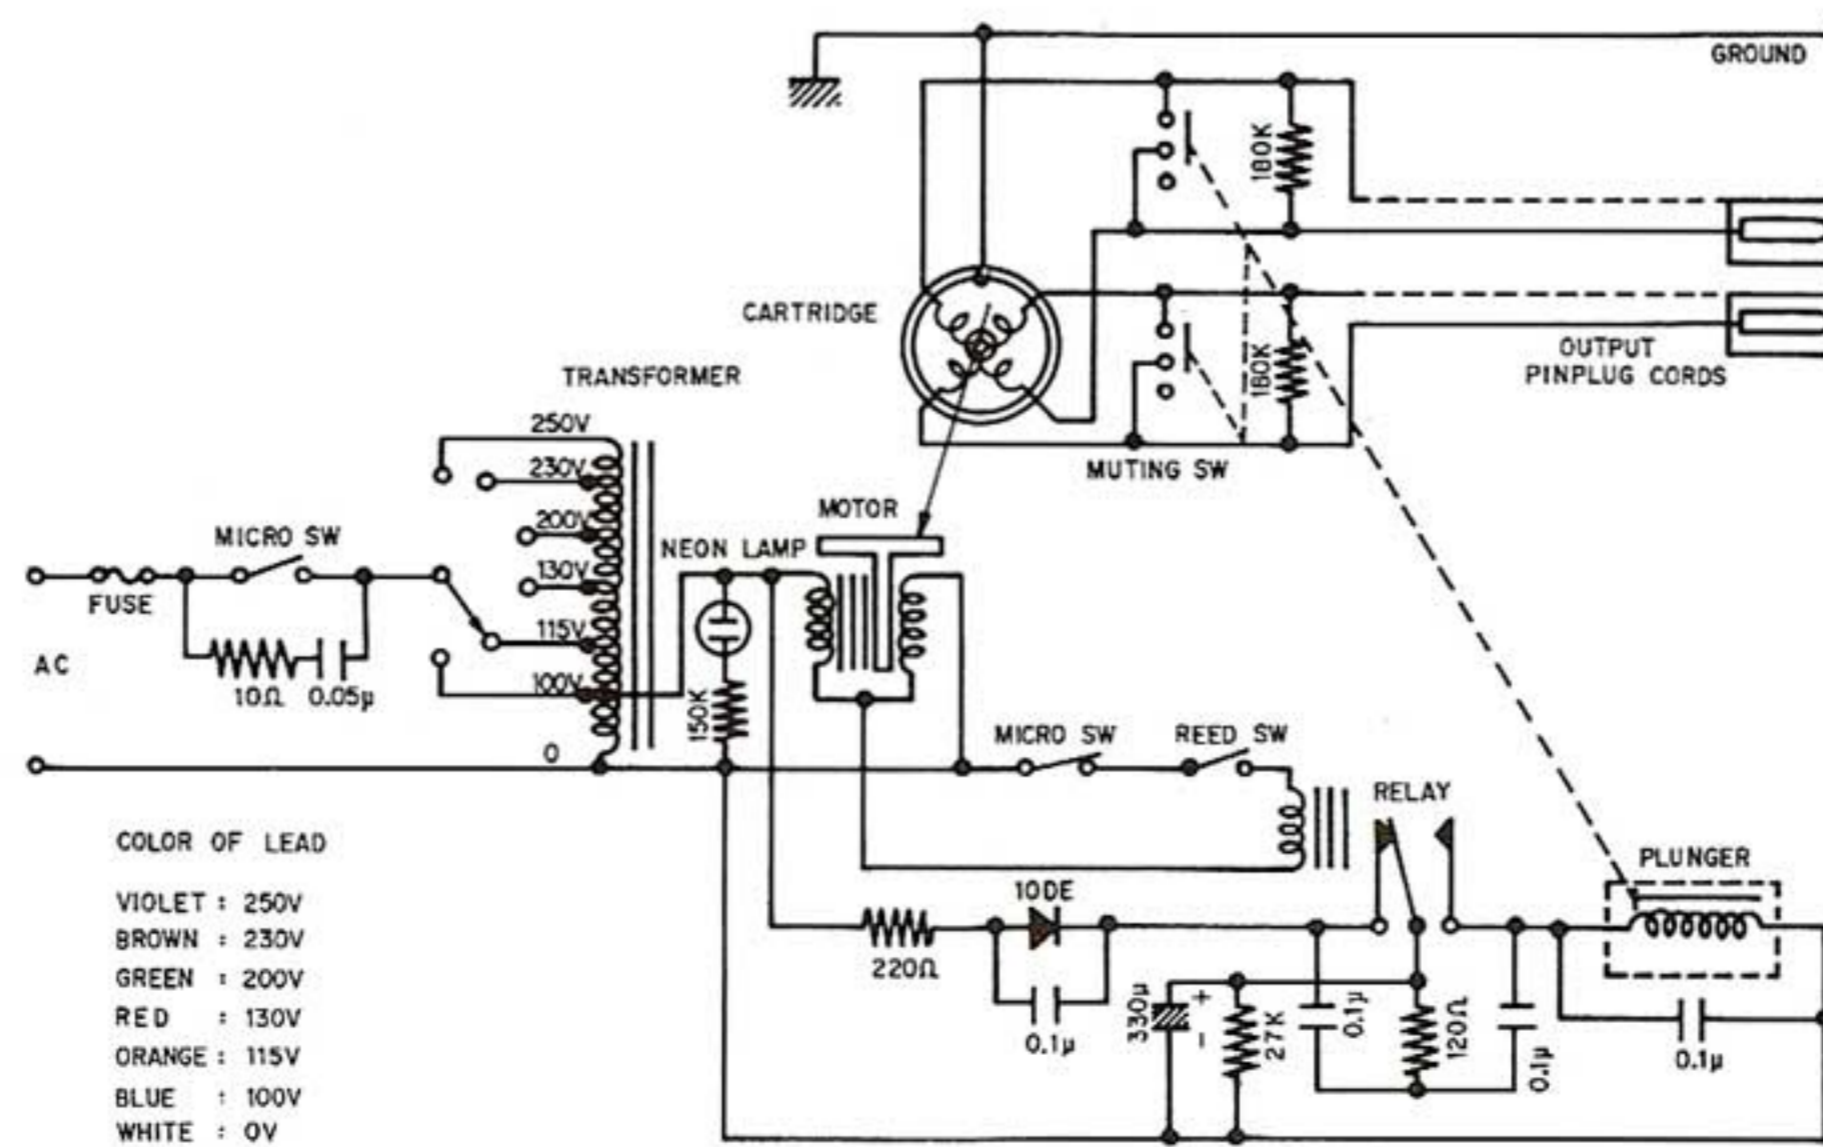 GROUND
180K
CARTRIDGE
180K
OUTPUT
PINPLUG CORDS
TRANSFORMER
250V
230V
MUTING SW
MOTOR
200V
MICRO SW
NEON LAMP
130V
FUSE
115V
AC
100V
10Ω 0.05μ
150K
0
MICRO SW REED SW
RELAY
COLOR OF LEAD
PLUNGER
VIOLET : 250V
BROWN : 230V
GREEN : 200V
RED : 130V
ORANGE : 115V
BLUE : 100V
WHITE : 0V
10DE
220Ω
0.1μ
330μ
+
-
27K
0.1μ
120Ω
0.1μ
0.1μ